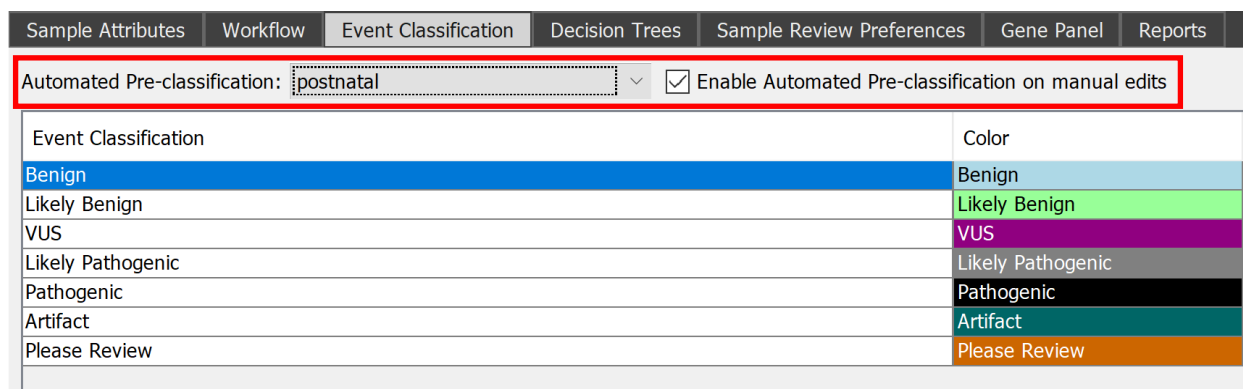 Sample Attributes Workflow Event Classification Decision Trees Sample Review Preferences Gene Panel Reports
Automated Pre-classification: postnatal Enable Automated Pre-classification on manual edits
Event Classification Color
Benign Benign
Likely Benign Likely Benign
VUS VUS
Likely Pathogenic Likely Pathogenic
Pathogenic Pathogenic
Artifact Artifact
Please Review Please Review